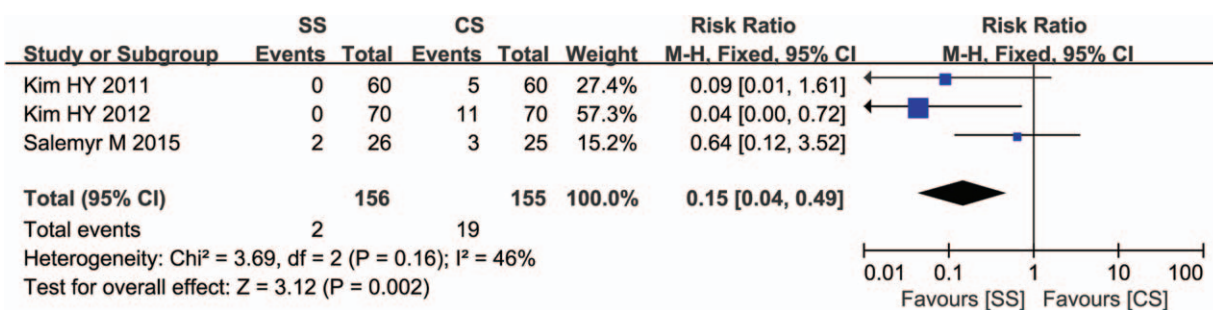 SS CS Risk Ratio Risk Ratio
Study or Subgroup Events Total Events Total Weight M-H, Fixed, 95% CI M-H, Fixed, 95% CI
Kim HY 2011 0 60 5 60 27.4% 0.09 [0.01, 1.61]
Kim HY 2012 0 70 11 70 57.3% 0.04 [0.00, 0.72]
Salemyr M 2015 2 26 3 25 15.2% 0.64 [0.12, 3.52]
Total (95% CI) 156 155 100.0% 0.15 [0.04, 0.49]
Total events 2 19
Heterogeneity: Chi² = 3.69, df = 2 (P = 0.16); I² = 46%
Test for overall effect: Z = 3.12 (P = 0.002)
0.01 0.1 1 10 100
Favours [SS] Favours [CS]